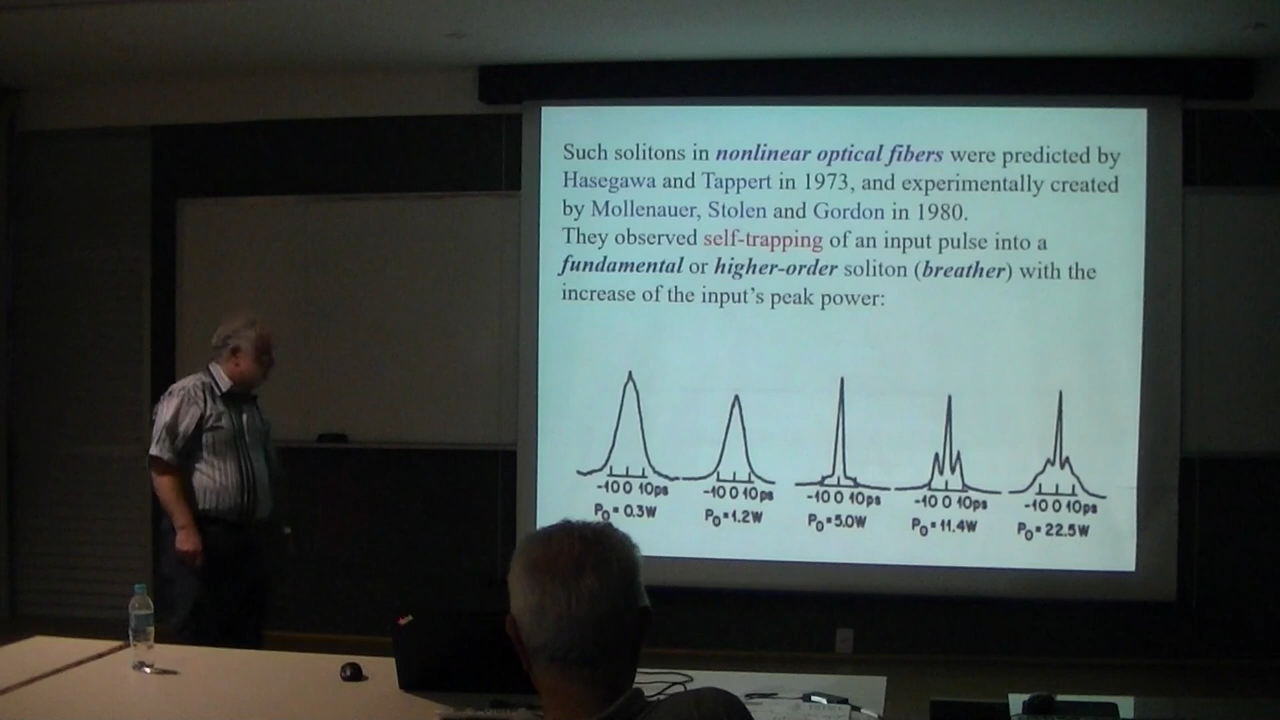 Such solitons in nonlinear optical fibers were predicted by
Hasegawa and Tappert in 1973, and experimentally created
by Mollenauer, Stolen and Gordon in 1980.
They observed self-trapping of an input pulse into a
fundamental or higher-order soliton (breather) with the
increase of the input's peak power:
-10 0 10ps -10 0 10ps -10 0 10ps -10 0 10ps -10 0 10ps
P0=0.3W P0=1.2W P0=5.0W P0=11.4W P0=22.5W